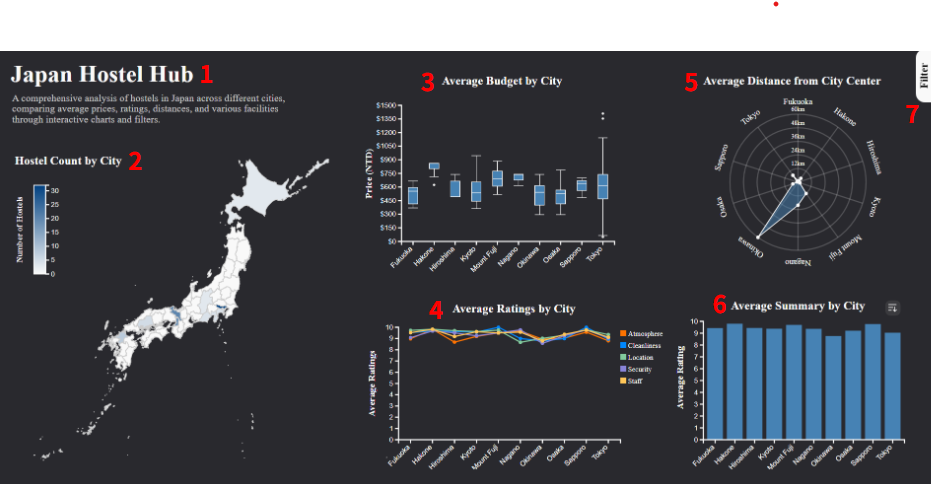 Japan Hostel Hub 1
A comprehensive analysis of hostels in Japan across different cities,
comparing average prices, ratings, distances, and various facilities
through interactive charts and filters.
Hostel Count by City 2
Number of Hostels
30
25
20
15
10
5
0
3 Average Budget by City
Price (NTD)
$1500
$1350
$1200
$1050
$900
$750
$600
$450
$300
$150
$0
Fukuoka
Hakone
Hiroshima
Kyoto
Mount Fuji
Nagano
Okinawa
Osaka
Sapporo
Tokyo
4 Average Ratings by City
Average Ratings
10
9
8
7
6
5
4
3
2
1
0
Fukuoka
Hakone
Hiroshima
Kyoto
Mount Fuji
Nagano
Okinawa
Osaka
Sapporo
Tokyo
Atmosphere
Cleanliness
Location
Security
Staff
5 Average Distance from City Center
Fukuoka
Hakone
Hiroshima
Kyoto
Mount Fuji
Nagano
Okinawa
Osaka
Sapporo
Tokyo
60km
48km
36km
24km
12km
6 Average Summary by City
Average Rating
10
9
8
7
6
5
4
3
2
1
0
Fukuoka
Hakone
Hiroshima
Kyoto
Mount Fuji
Nagano
Okinawa
Osaka
Sapporo
Tokyo
Filter
7